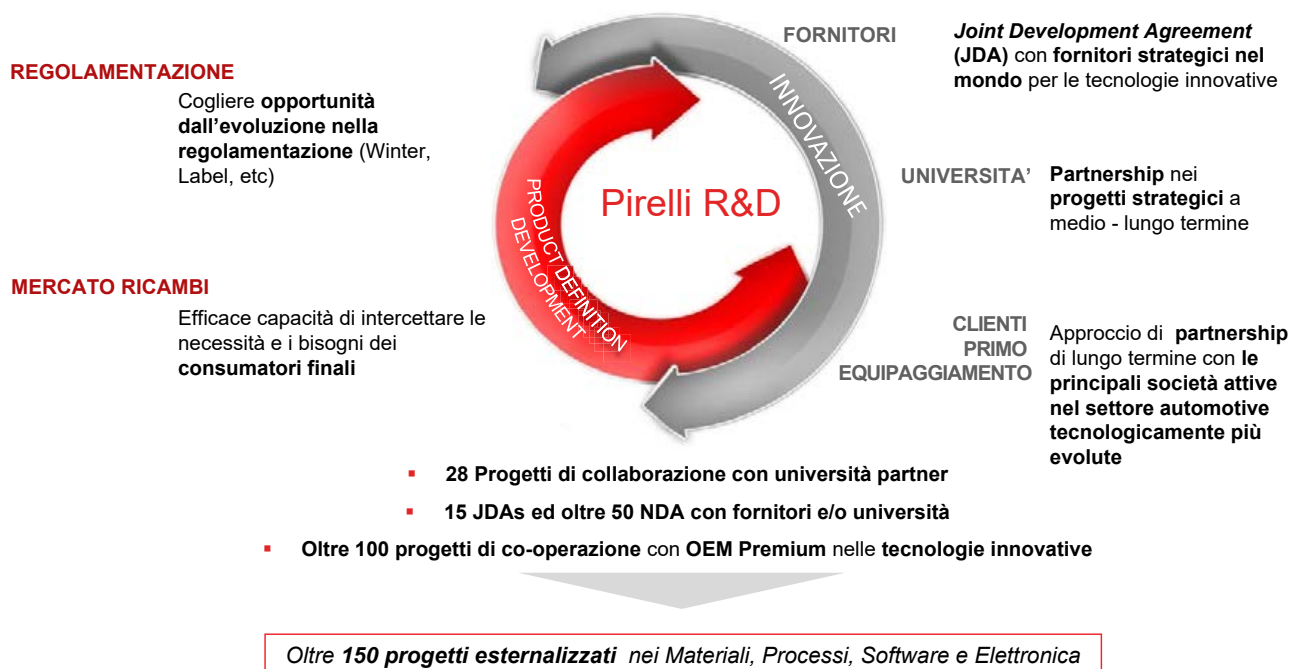 REGOLAMENTAZIONE
Cogliere opportunità
dall'evoluzione nella
regolamentazione (Winter,
Label, etc)
MERCATO RICAMBI
Efficace capacità di intercettare le
necessità e i bisogni dei
consumatori finali
INNOVAZIONE
PRODUCT DEFINITION
DEVELOPMENT
Pirelli R&D
FORNITORI
Joint Development Agreement
(JDA) con fornitori strategici nel
mondo per le tecnologie innovative
UNIVERSITA'
Partnership nei
progetti strategici a
medio - lungo termine
CLIENTI
PRIMO
EQUIPAGGIAMENTO
Approccio di partnership
di lungo termine con le
principali società attive
nel settore automotive
tecnologicamente più
evolute
▪ 28 Progetti di collaborazione con università partner
▪ 15 JDAs ed oltre 50 NDA con fornitori e/o università
▪ Oltre 100 progetti di co-operazione con OEM Premium nelle tecnologie innovative
Oltre 150 progetti esternalizzati nei Materiali, Processi, Software e Elettronica